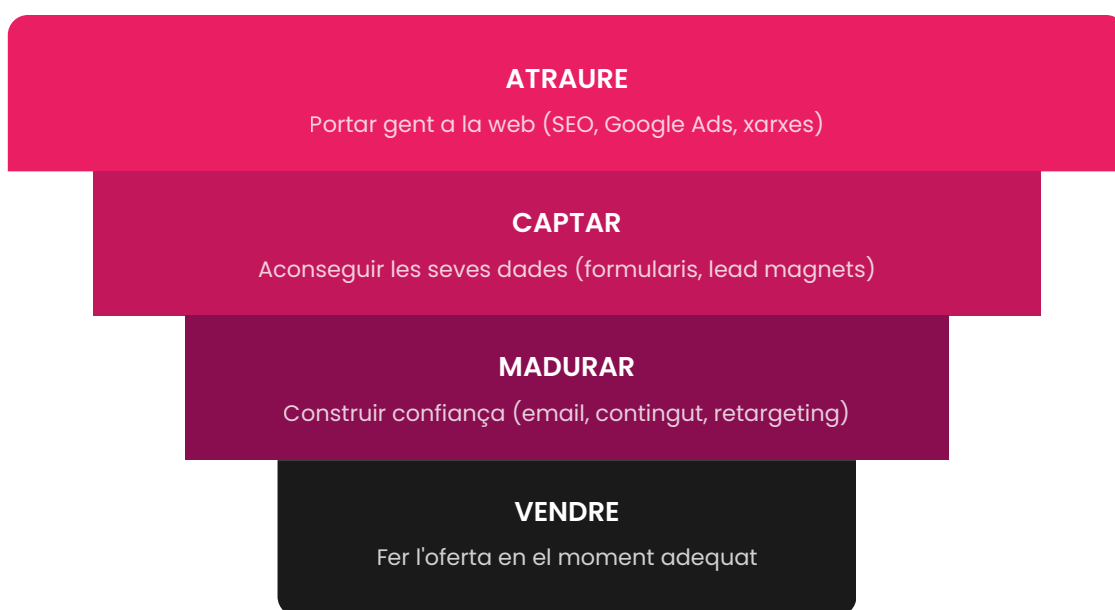 ATRAURE
Portar gent a la web (SEO, Google Ads, xarxes)
CAPTAR
Aconseguir les seves dades (formularis, lead magnets)
MADURAR
Construir confiança (email, contingut, retargeting)
VENDRE
Fer l'oferta en el moment adequat